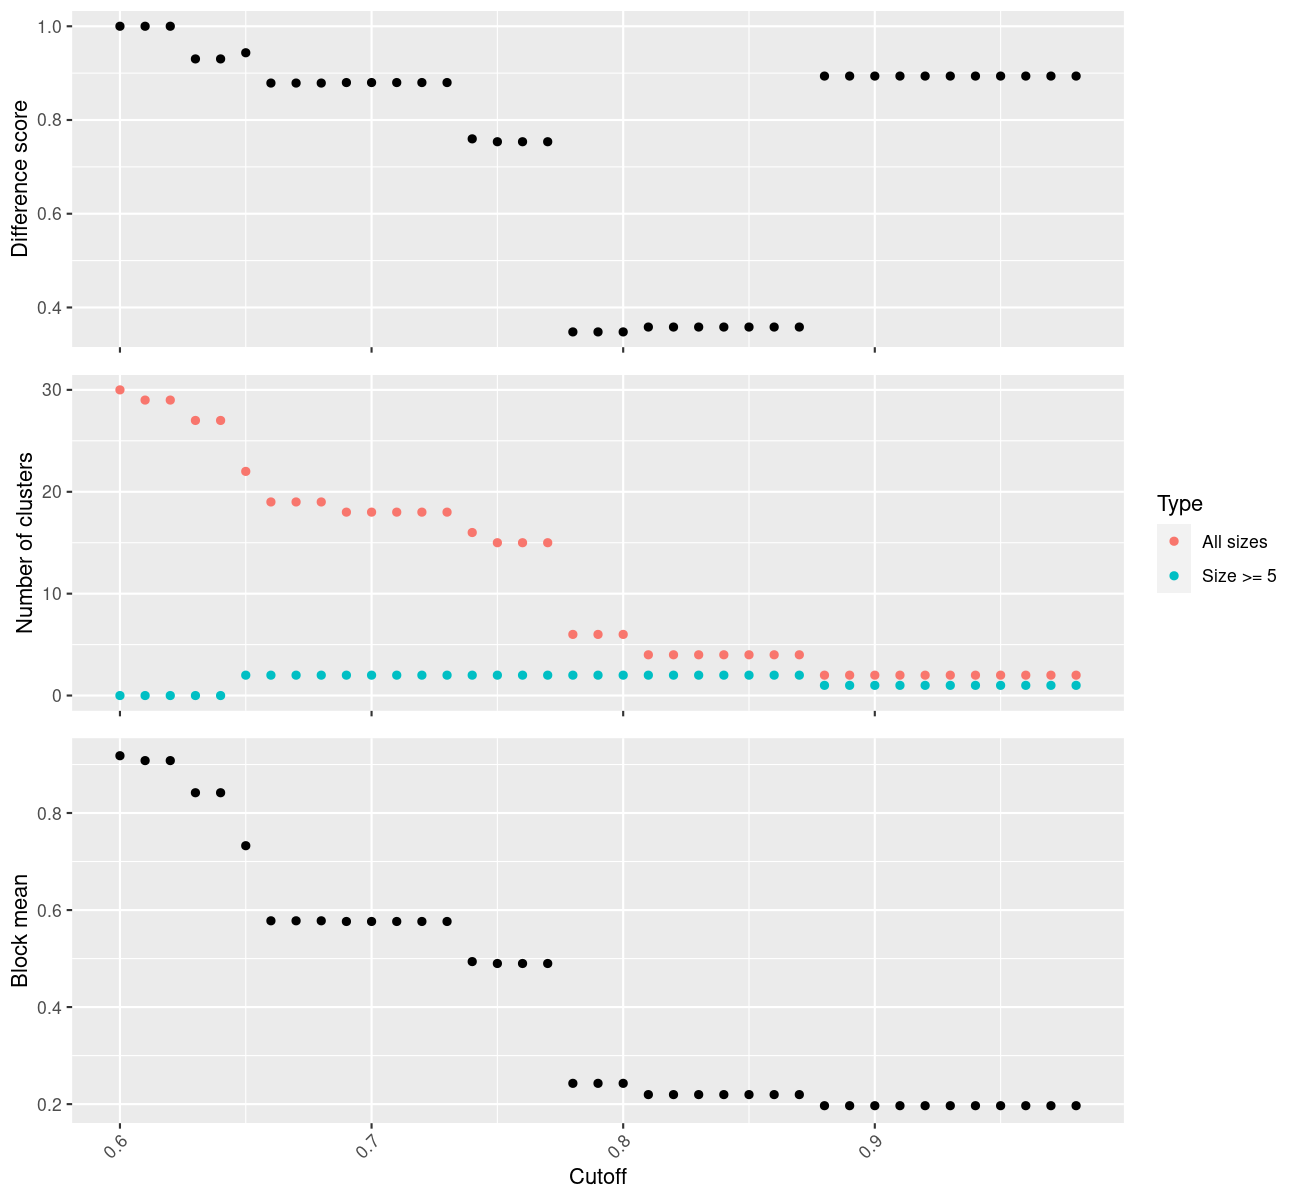 Difference score
1.0
0.8
0.6
0.4
Number of clusters
30
20
10
0
Type
All sizes
Size >= 5
Block mean
0.8
0.6
0.4
0.2
0.6 0.7 0.8 0.9
Cutoff